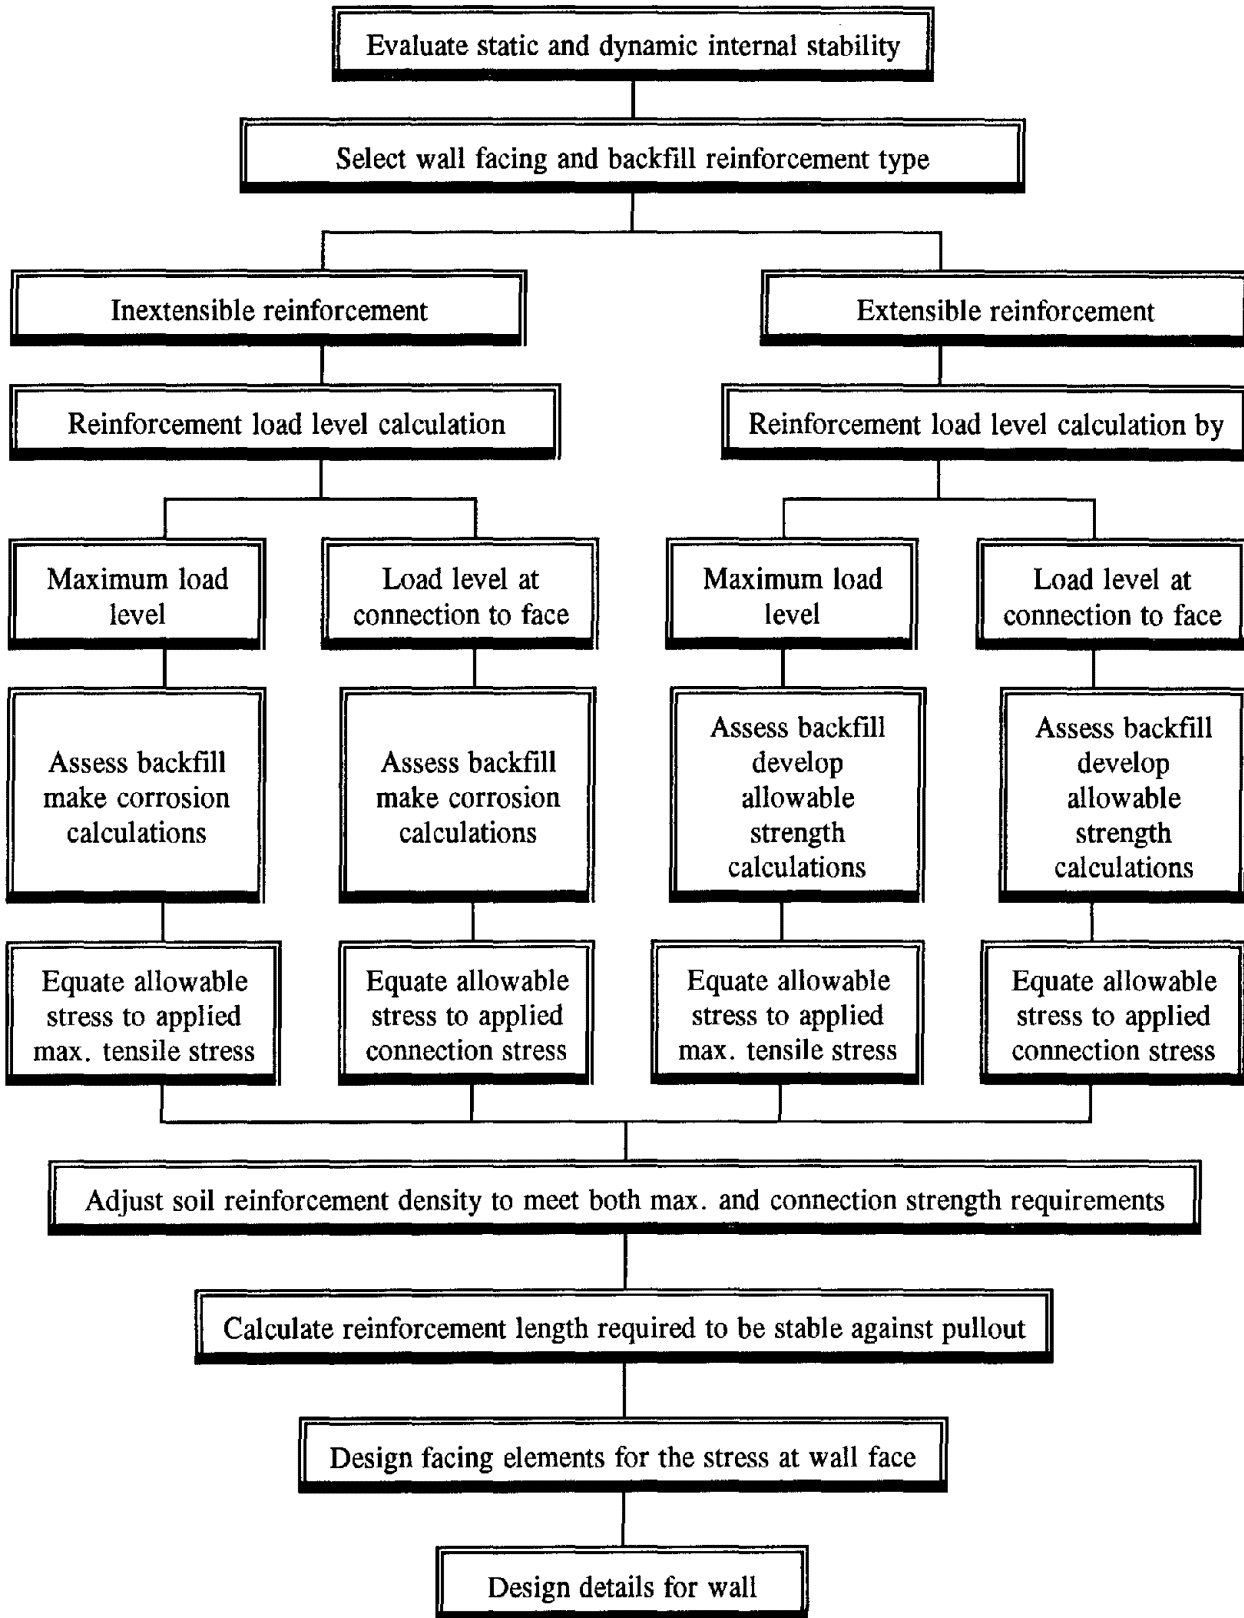 Evaluate static and dynamic internal stability
Select wall facing and backfill reinforcement type
Inextensible reinforcement
Extensible reinforcement
Reinforcement load level calculation
Reinforcement load level calculation by
Maximum load
level
Load level at
connection to face
Maximum load
level
Load level at
connection to face
Assess backfill
make corrosion
calculations
Assess backfill
make corrosion
calculations
Assess backfill
develop
allowable
strength
calculations
Assess backfill
develop
allowable
strength
calculations
Equate allowable
stress to applied
max. tensile stress
Equate allowable
stress to applied
connection stress
Equate allowable
stress to applied
max. tensile stress
Equate allowable
stress to applied
connection stress
Adjust soil reinforcement density to meet both max. and connection strength requirements
Calculate reinforcement length required to be stable against pullout
Design facing elements for the stress at wall face
Design details for wall